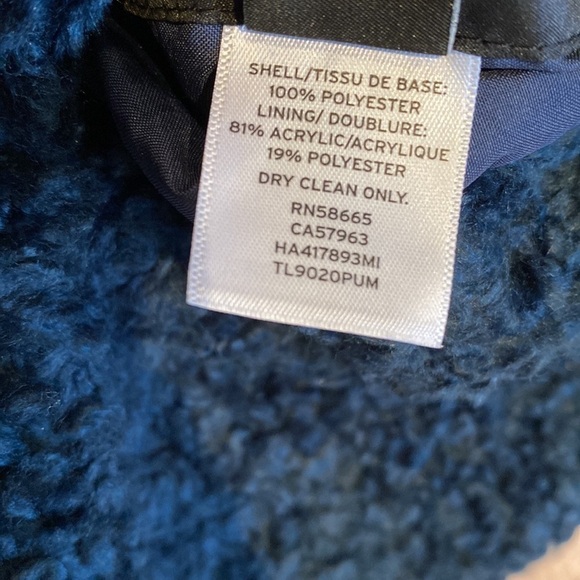 SHELL/TISSU DE BASE:
100% POLYESTER
LINING/ DOUBLURE:
81% ACRYLIC/ACRYLIQUE
19% POLYESTER
DRY CLEAN ONLY.
RN58665
CA57963
HA417893MI
TL9020PUM